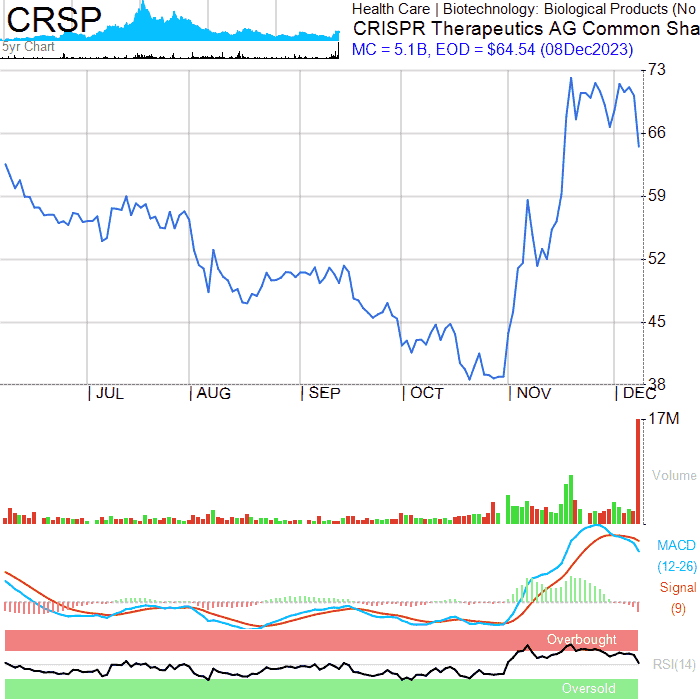 CRSP
5yr Chart
Health Care | Biotechnology: Biological Products (No
CRISPR Therapeutics AG Common Sha
MC = 5.1B, EOD = $64.54 (08Dec2023)
73
66
59
52
45
38
JUL AUG SEP OCT NOV DEC
17M
Volume
MACD
(12-26)
Signal
(9)
Overbought
RSI(14)
Oversold